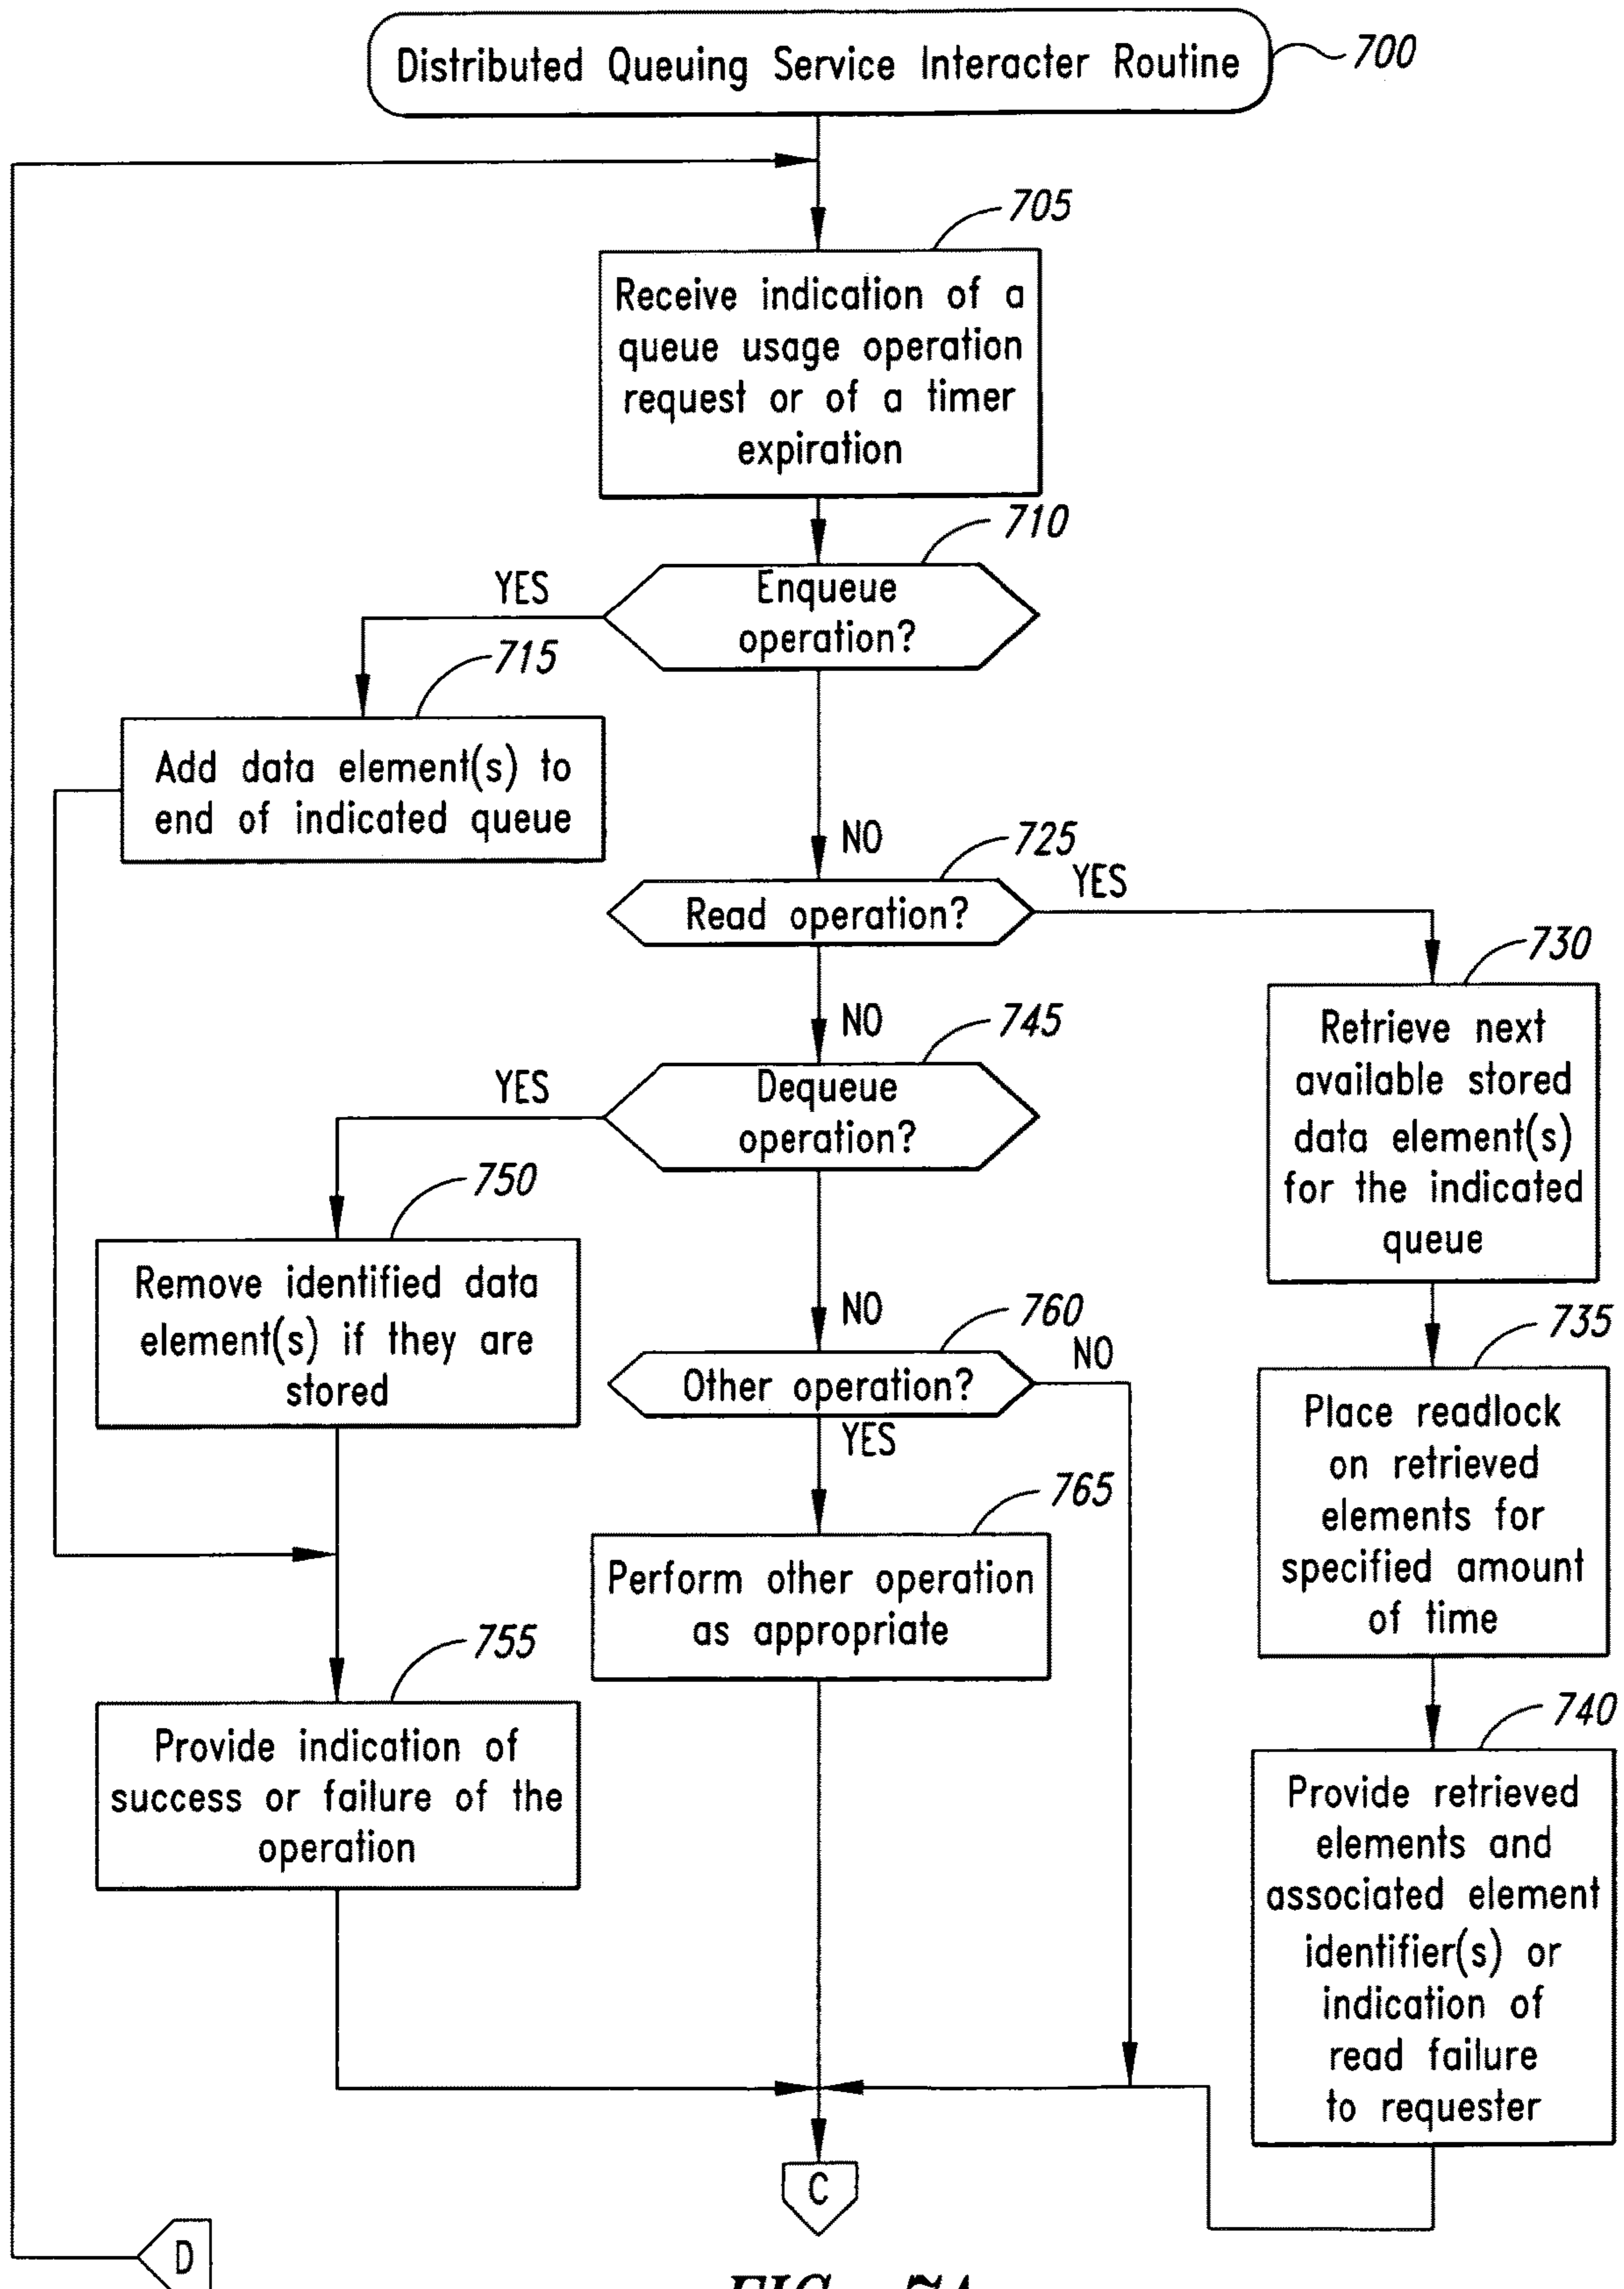 Distributed Queuing Service Interacter Routine
700
705
Receive indication of a
queue usage operation
request or of a timer
expiration
710
Enqueue
operation?
YES
715
Add data element(s) to
end of indicated queue
NO
725
Read operation?
YES
730
Retrieve next
available stored
data element(s)
for the indicated
queue
NO
745
Dequeue
operation?
YES
750
Remove identified data
element(s) if they are
stored
735
Place readlock
on retrieved
elements for
specified amount
of time
NO
760
Other operation?
NO
YES
765
Perform other operation
as appropriate
755
Provide indication of
success or failure of the
operation
740
Provide retrieved
elements and
associated element
identifier(s) or
indication of
read failure
to requester
C
D
FIG. 7A